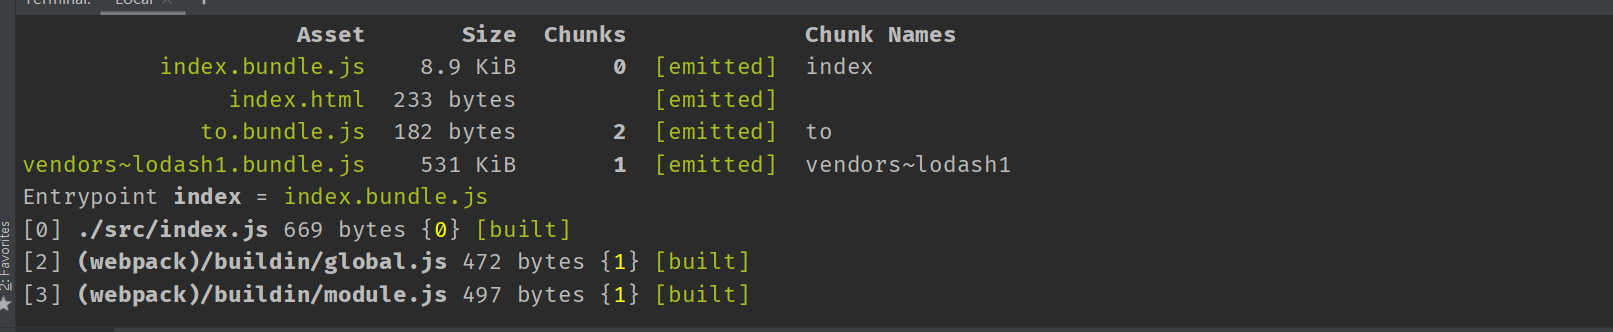 Terminal: Local ×
Asset Size Chunks Chunk Names
index.bundle.js 8.9 KiB 0 [emitted] index
index.html 233 bytes [emitted]
to.bundle.js 182 bytes 2 [emitted] to
vendors~lodash1.bundle.js 531 KiB 1 [emitted] vendors~lodash1
Entrypoint index = index.bundle.js
[0] ./src/index.js 669 bytes {0} [built]
[2] (webpack)/buildin/global.js 472 bytes {1} [built]
[3] (webpack)/buildin/module.js 497 bytes {1} [built]
2: Favorites